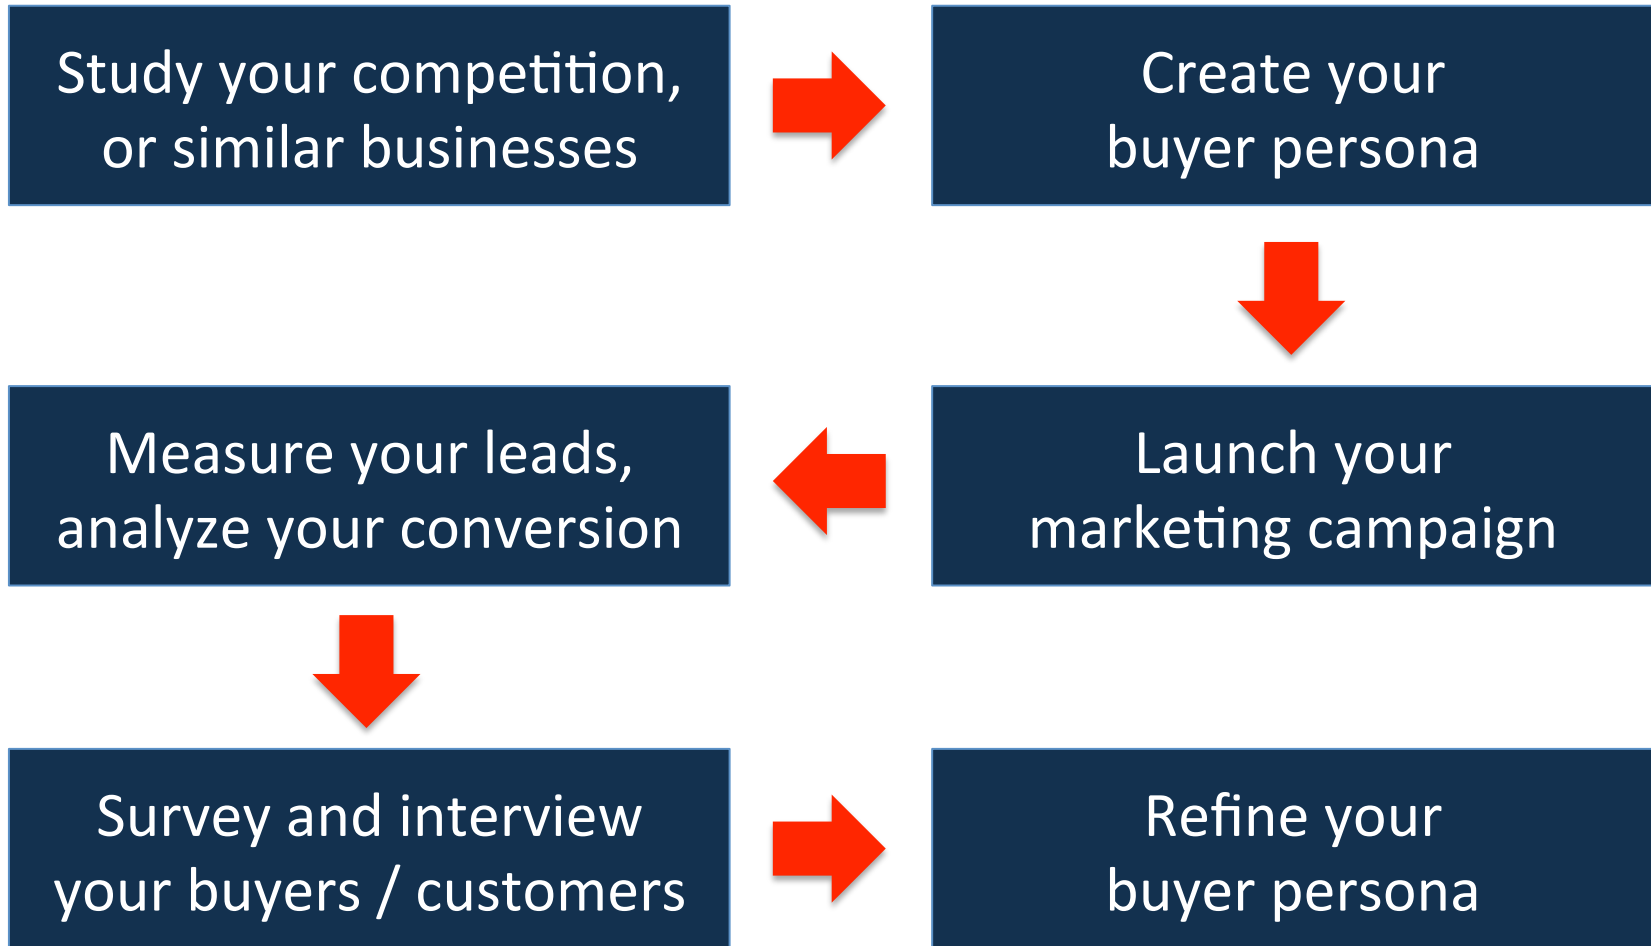 Study your competition,
or similar businesses
Create your
buyer persona
Launch your
marketing campaign
Measure your leads,
analyze your conversion
Survey and interview
your buyers / customers
Refine your
buyer persona